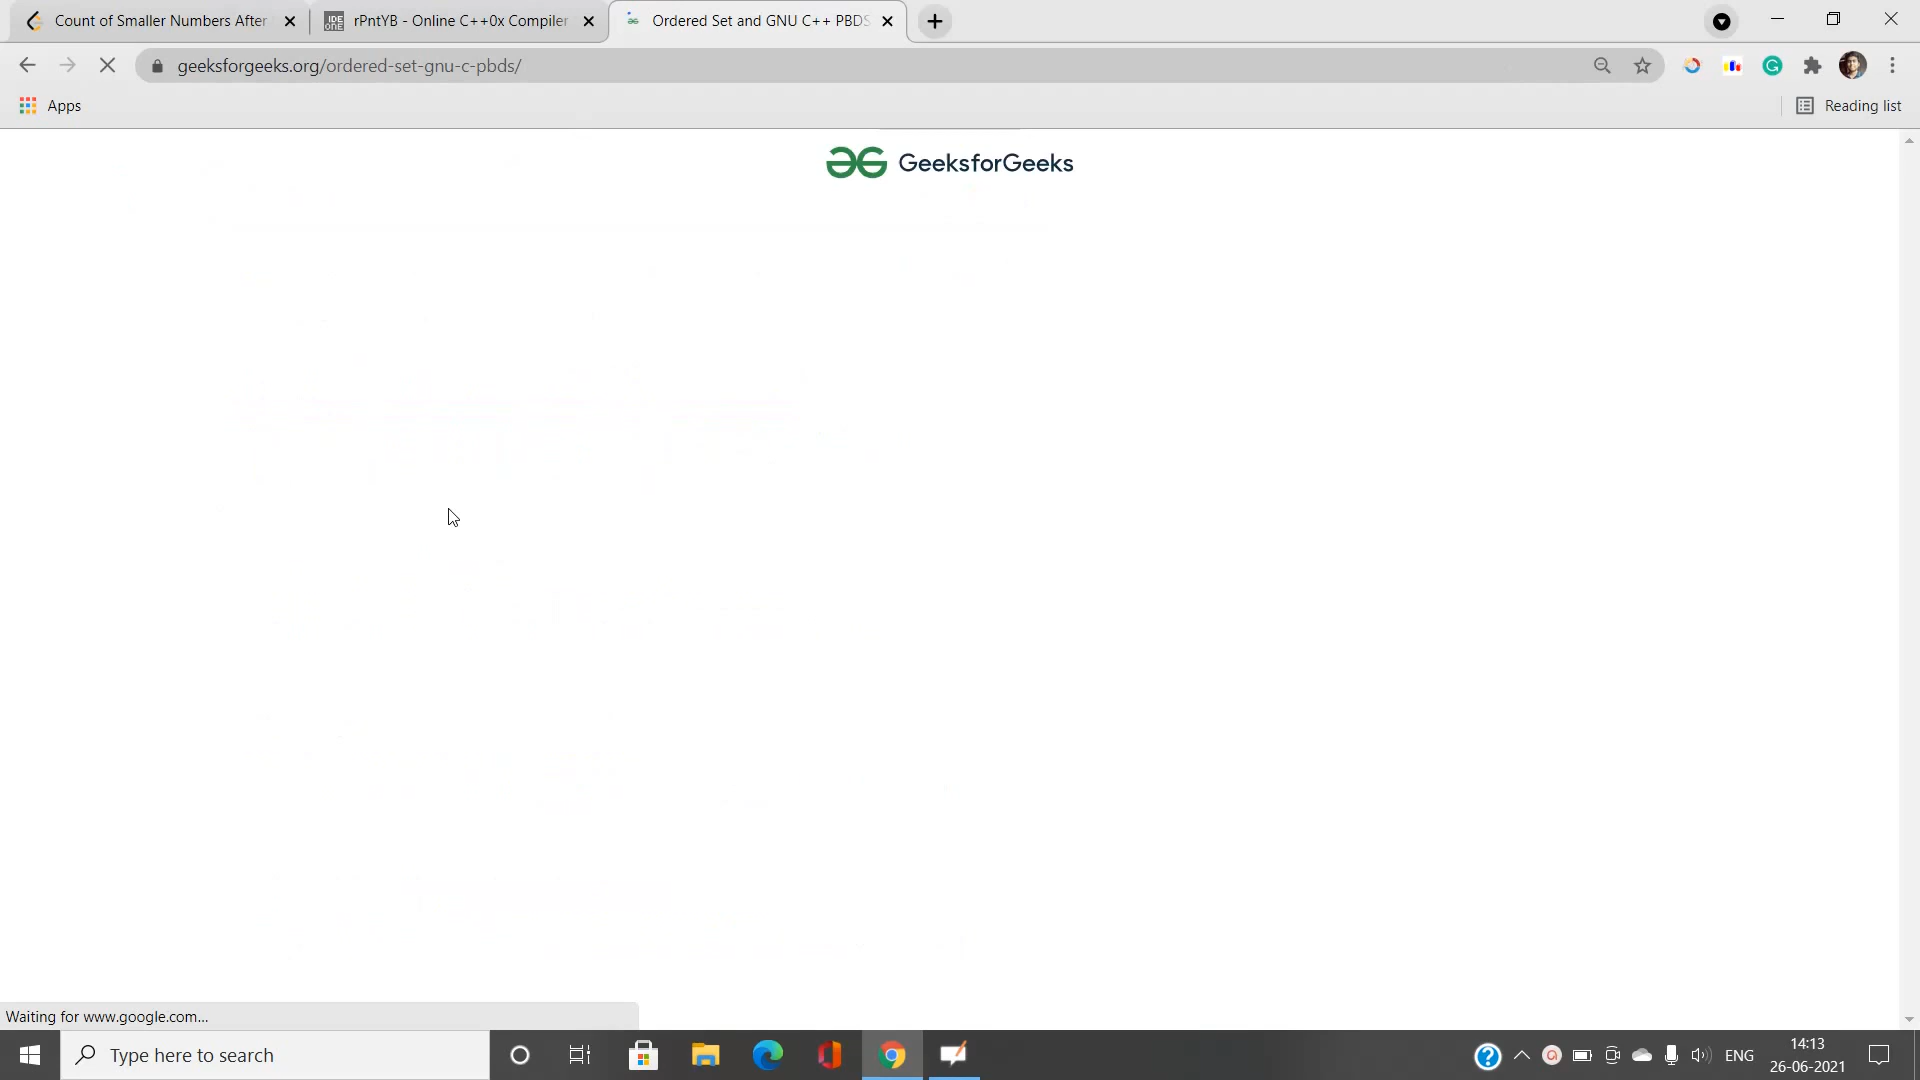 Count of Smaller Numbers After
rPntYB - Online C++0x Compiler
Ordered Set and GNU C++ PBDS
geeksforgeeks.org/ordered-set-gnu-c-pbds/
Apps
Reading list
GeeksforGeeks
Waiting for www.google.com...
Type here to search
ENG
14:13
26-06-2021